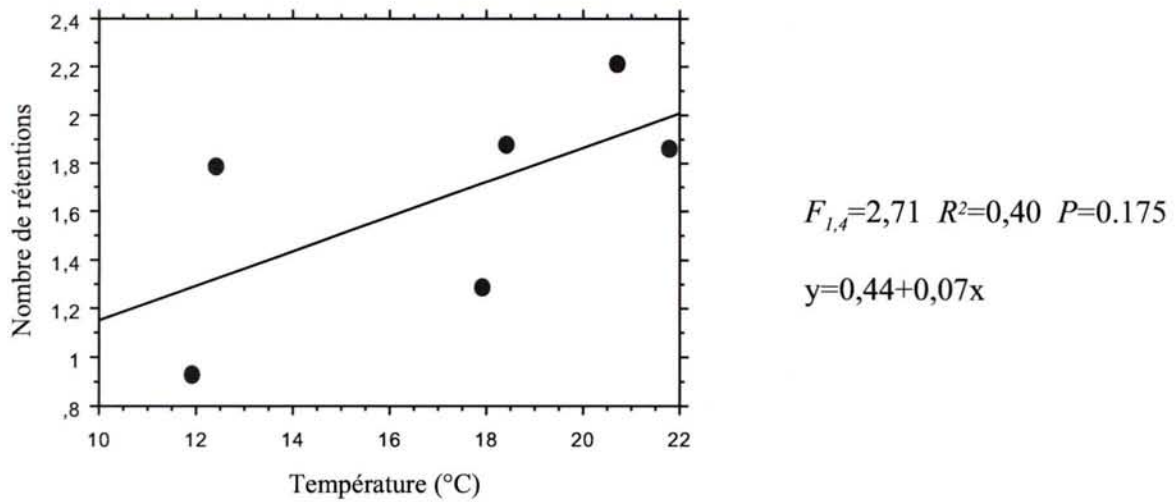 2,4
2,2
2
1,8
1,6
1,4
1,2
1
,8
Nombre de rétentions
10 12 14 16 18 20 22
Température (°C)
F1,4=2,71 R²=0,40 P=0.175
y=0,44+0,07x